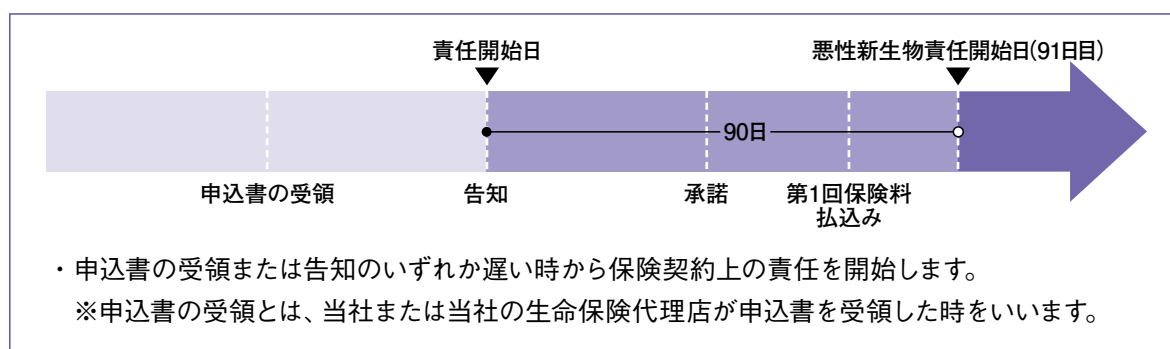 責任開始日
悪性新生物責任開始日(91日目)
90日
申込書の受領
告知
承諾
第1回保険料
払込み
・申込書の受領または告知のいずれか遅い時から保険契約上の責任を開始します。
※申込書の受領とは、当社または当社の生命保険代理店が申込書を受領した時をいいます。